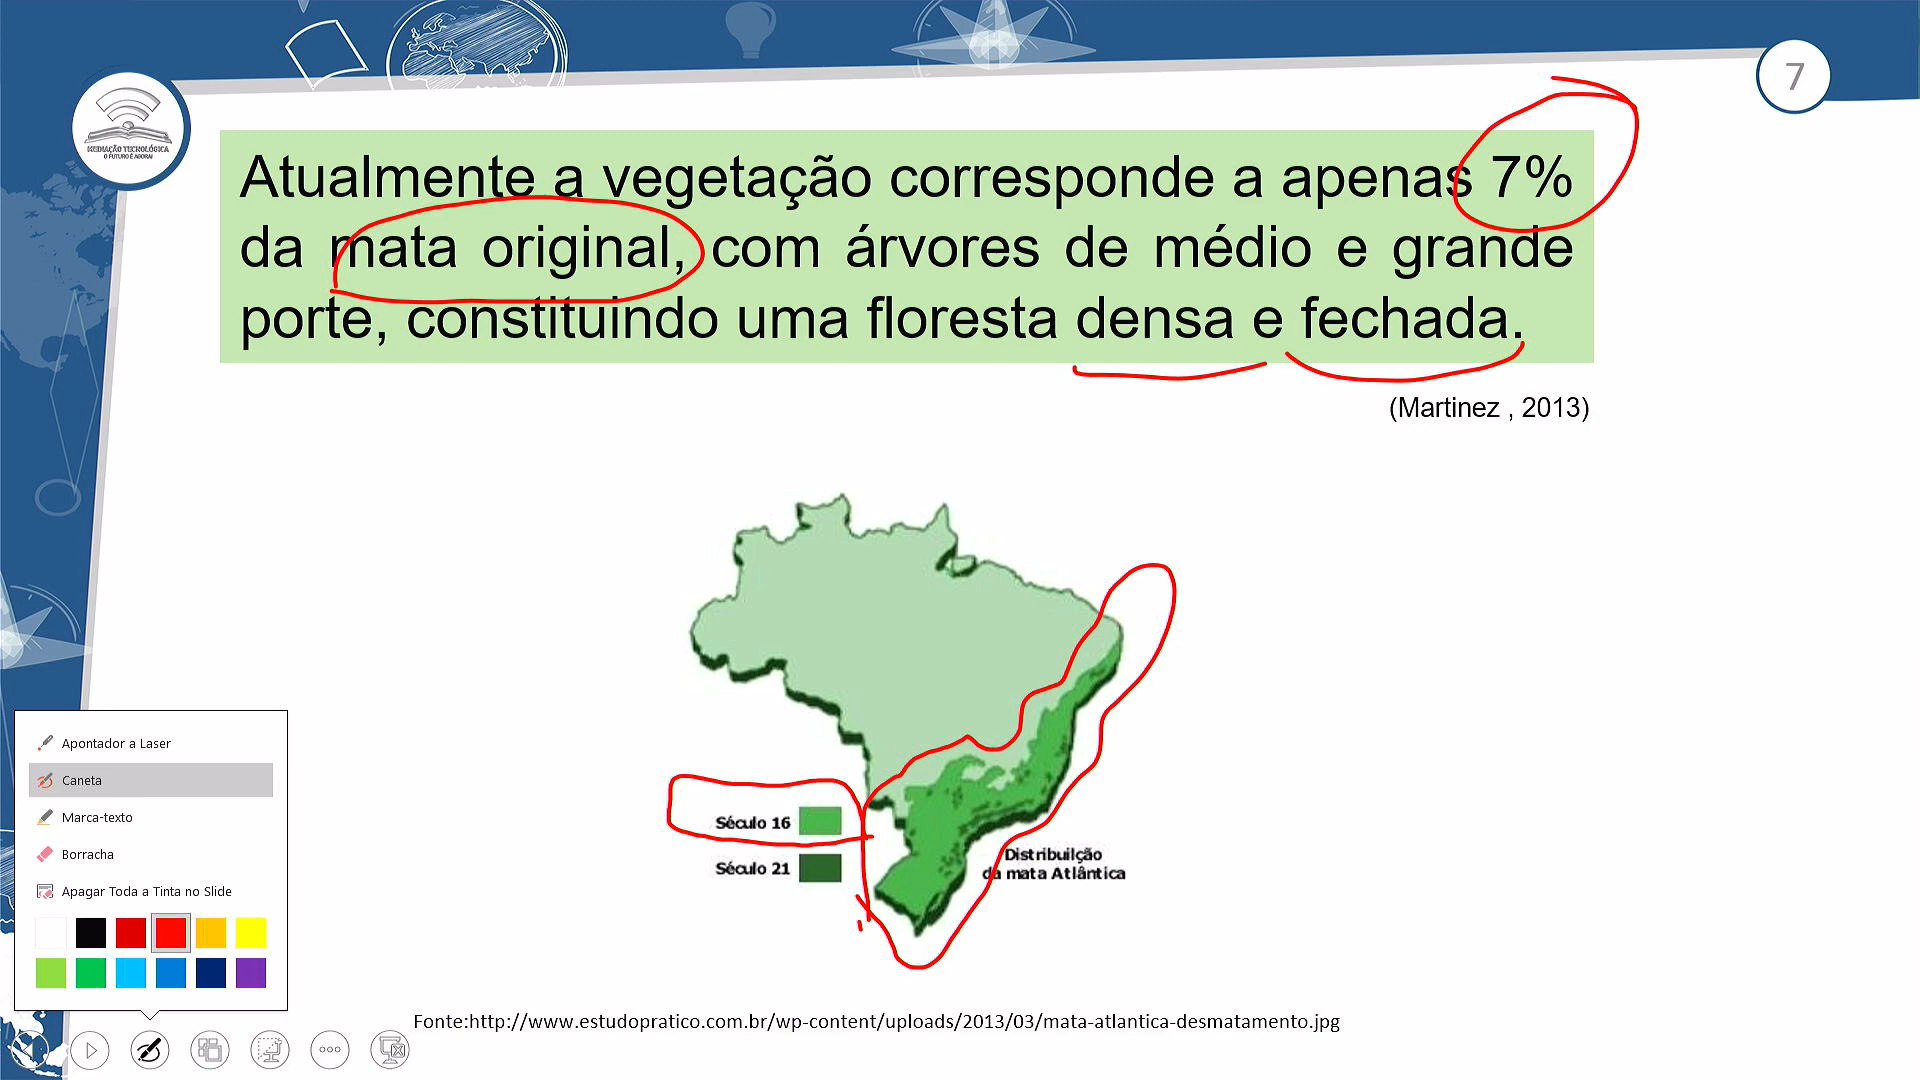 7
MEDIAÇÃO TECNOLÓGICA
O FUTURO É AGORA!
Atualmente a vegetação corresponde a apenas 7%
da mata original, com árvores de médio e grande
porte, constituindo uma floresta densa e fechada.
(Martinez , 2013)
Século 16
Século 21
Distribuilção
da mata Atlântica
Apontador a Laser
Caneta
Marca-texto
Borracha
Apagar Toda a Tinta no Slide
Fonte:http://www.estudopratico.com.br/wp-content/uploads/2013/03/mata-atlantica-desmatamento.jpg